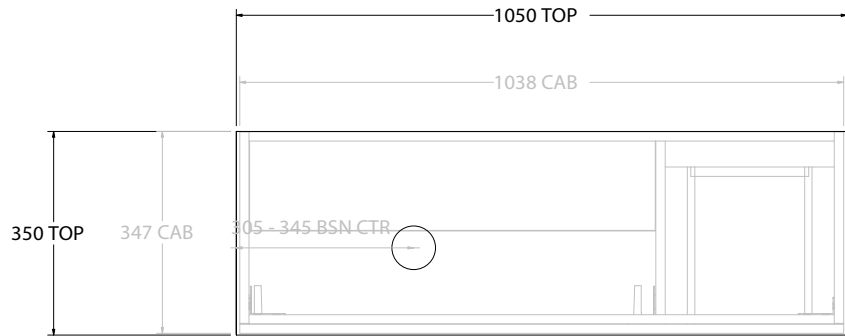 1050 TOP
1038 CAB
350 TOP
347 CAB
305 - 345 BSN CTR